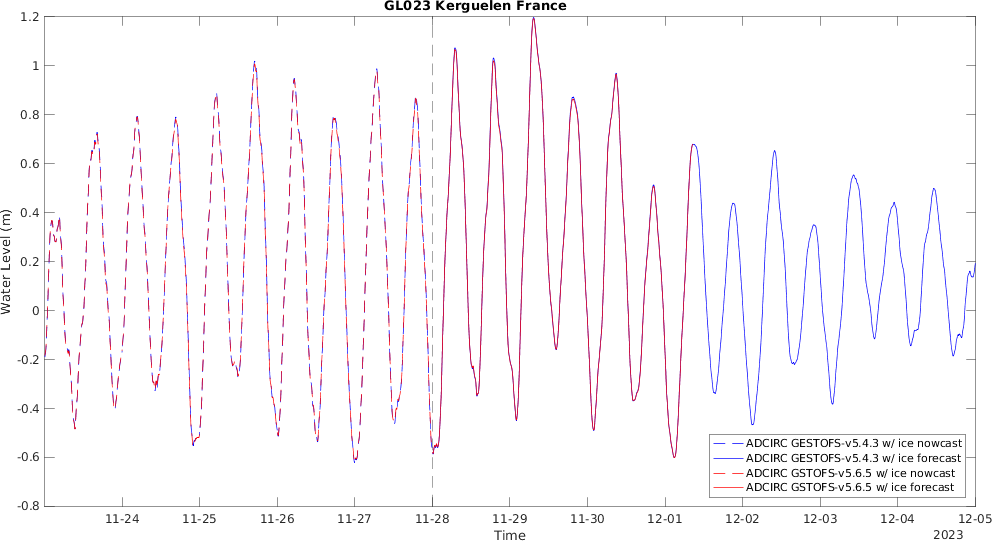 GL023 Kerguelen France
1.2
1
0.8
0.6
0.4
0.2
0
-0.2
-0.4
-0.6
-0.8
Water Level (m)
11-24 11-25 11-26 11-27 11-28 11-29 11-30 12-01 12-02 12-03 12-04 12-05
Time
2023
ADCIRC GESTOFS-v5.4.3 w/ ice nowcast
ADCIRC GESTOFS-v5.4.3 w/ ice forecast
ADCIRC GSTOFS-v5.6.5 w/ ice nowcast
ADCIRC GSTOFS-v5.6.5 w/ ice forecast